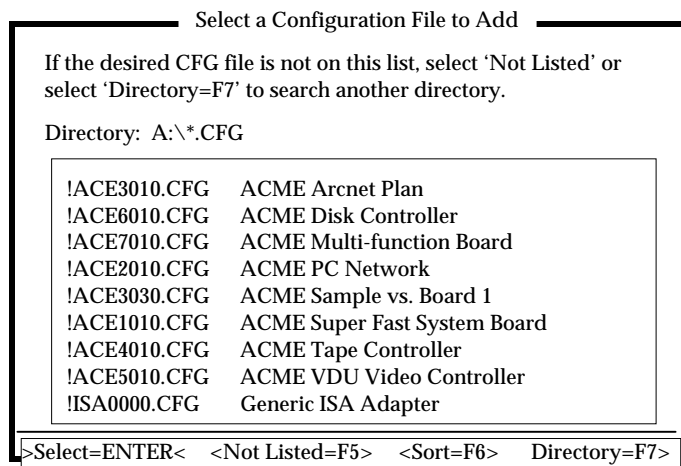 Select a Configuration File to Add
If the desired CFG file is not on this list, select ‘Not Listed’ or
select ‘Directory=F7’ to search another directory.
Directory: A:\*.CFG
!ACE3010.CFG ACME Arcnet Plan
!ACE6010.CFG ACME Disk Controller
!ACE7010.CFG ACME Multi-function Board
!ACE2010.CFG ACME PC Network
!ACE3030.CFG ACME Sample vs. Board 1
!ACE1010.CFG ACME Super Fast System Board
!ACE4010.CFG ACME Tape Controller
!ACE5010.CFG ACME VDU Video Controller
!ISA0000.CFG Generic ISA Adapter
>Select=ENTER< <Not Listed=F5> <Sort=F6> Directory=F7>